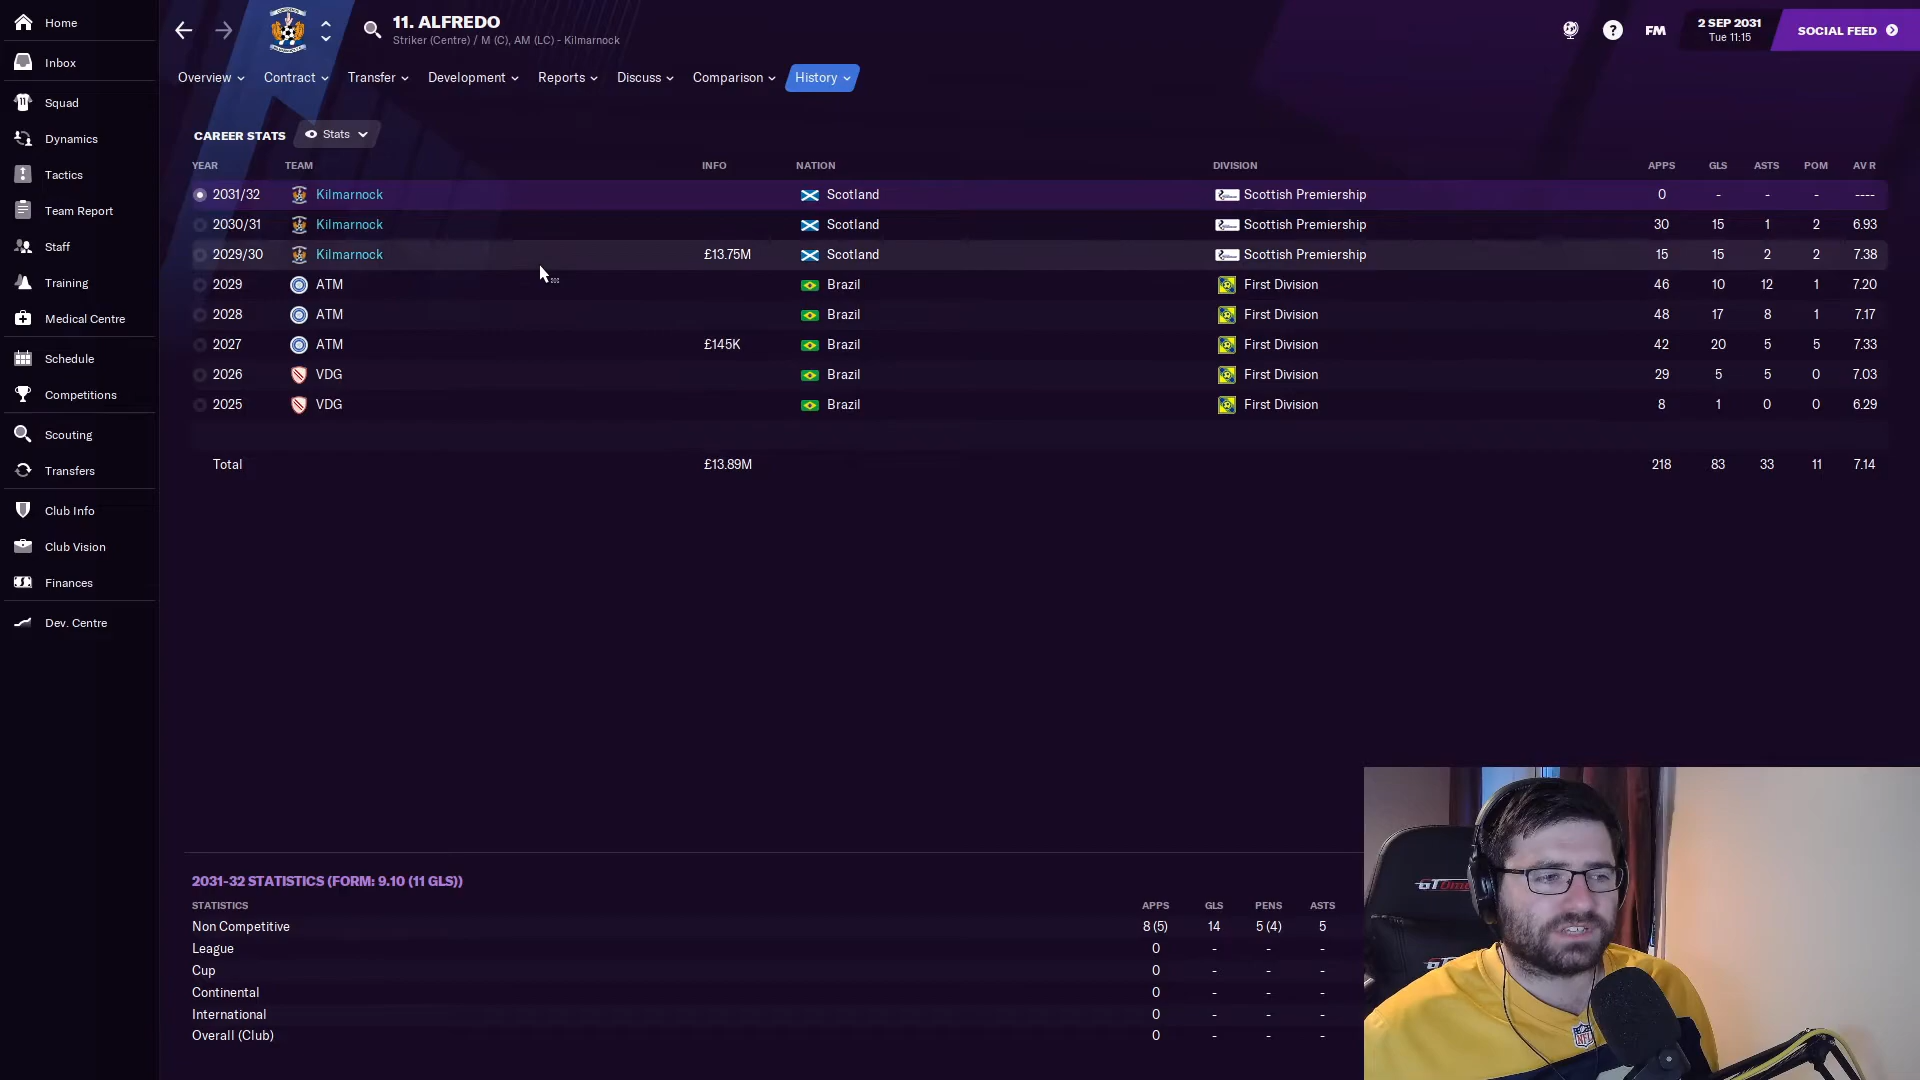 Home
Inbox
Squad
Dynamics
Tactics
Team Report
Staff
Training
Medical Centre
Schedule
Competitions
Scouting
Transfers
Club Info
Club Vision
Finances
Dev. Centre
11. ALFREDO
Striker (Centre) / M (C), AM (LC) - Kilmarnock
FM
2 SEP 2031
Tue 11:15
SOCIAL FEED
Overview Contract Transfer Development Reports Discuss Comparison History
CAREER STATS Stats
YEAR TEAM INFO NATION DIVISION APPS GLS ASTS POM AV R
2031/32 Kilmarnock Scotland Scottish Premiership 0 - - - ----
2030/31 Kilmarnock Scotland Scottish Premiership 30 15 1 2 6.93
2029/30 Kilmarnock £13.75M Scotland Scottish Premiership 15 15 2 2 7.38
2029 ATM Brazil First Division 46 10 12 1 7.20
2028 ATM Brazil First Division 48 17 8 1 7.17
2027 ATM £145K Brazil First Division 42 20 5 5 7.33
2026 VDG Brazil First Division 29 5 5 0 7.03
2025 VDG Brazil First Division 8 1 0 0 6.29
Total £13.89M 218 83 33 11 7.14
2031-32 STATISTICS (FORM: 9.10 (11 GLS))
STATISTICS APPS GLS PENS ASTS
Non Competitive 8 (5) 14 5 (4) 5
League 0 - - -
Cup 0 - - -
Continental 0 - - -
International 0 - - -
Overall (Club) 0 - - -
NFL